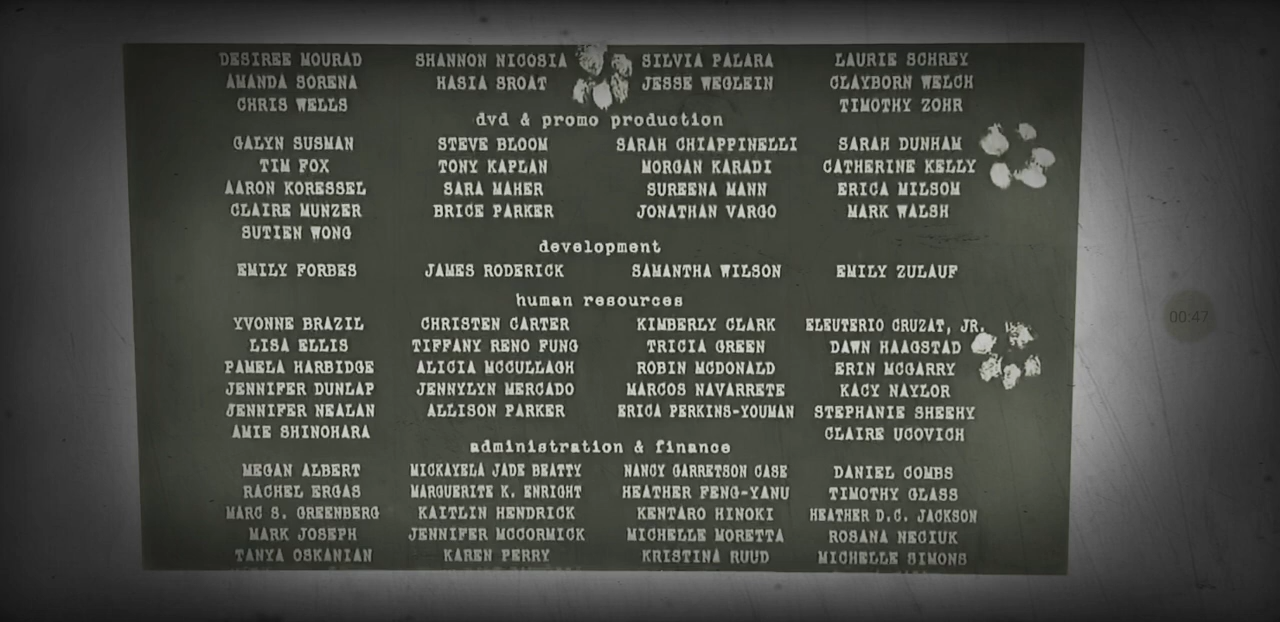 DESIREE MOURAD SHANNON NICOSIA SILVIA PALARA LAURIE SCHREY
AMANDA SORENA HASIA SROAT JESSE WEGLEIN CLAYBORN WELCH
CHRIS WELLS TIMOTHY ZOHR
dvd & promo production
GALYN SUSMAN STEVE BLOOM SARAH CHIAPPINELLI SARAH DUNHAM
TIM FOX TONY KAPLAN MORGAN KARADI CATHERINE KELLY
AARON KORESSEL SARA MAHER SUREENA MANN ERICA MILSOM
CLAIRE MUNZER BRICE PARKER JONATHAN VARGO MARK WALSH
SUTIEN WONG
development
EMILY FORBES JAMES RODERICK SAMANTHA WILSON EMILY ZULAUF
human resources
YVONNE BRAZIL CHRISTEN CARTER KIMBERLY CLARK ELEUTERIO CRUZAT, JR.
LISA ELLIS TIFFANY RENO FUNG TRICIA GREEN DAWN HAAGSTAD
PAMELA HARBIDGE ALICIA MCCULLAGH ROBIN MCDONALD ERIN MCGARRY
JENNIFER DUNLAP JENNYLYN MERCADO MARCOS NAVARRETE KACY NAYLOR
JENNIFER NEALAN ALLISON PARKER ERICA PERKINS-YOUMAN STEPHANIE SHEEHY
AMIE SHINOHARA CLAIRE UCOVICH
administration & finance
MEGAN ALBERT MICKAYELA JADE BEATTY NANCY GARRETSON CASE DANIEL COMBS
RACHEL ERGAS MARGUERITE K. ENRIGHT HEATHER FENG-YANU TIMOTHY GLASS
MARC S. GREENBERG KAITLIN HENDRICK KENTARO HINOKI HEATHER D.C. JACKSON
MARK JOSEPH JENNIFER MCCORMICK MICHELLE MORETTA ROSANA NECIUK
TANYA OSKANIAN KAREN PERRY KRISTINA RUUD MICHELLE SIMONS
00:47